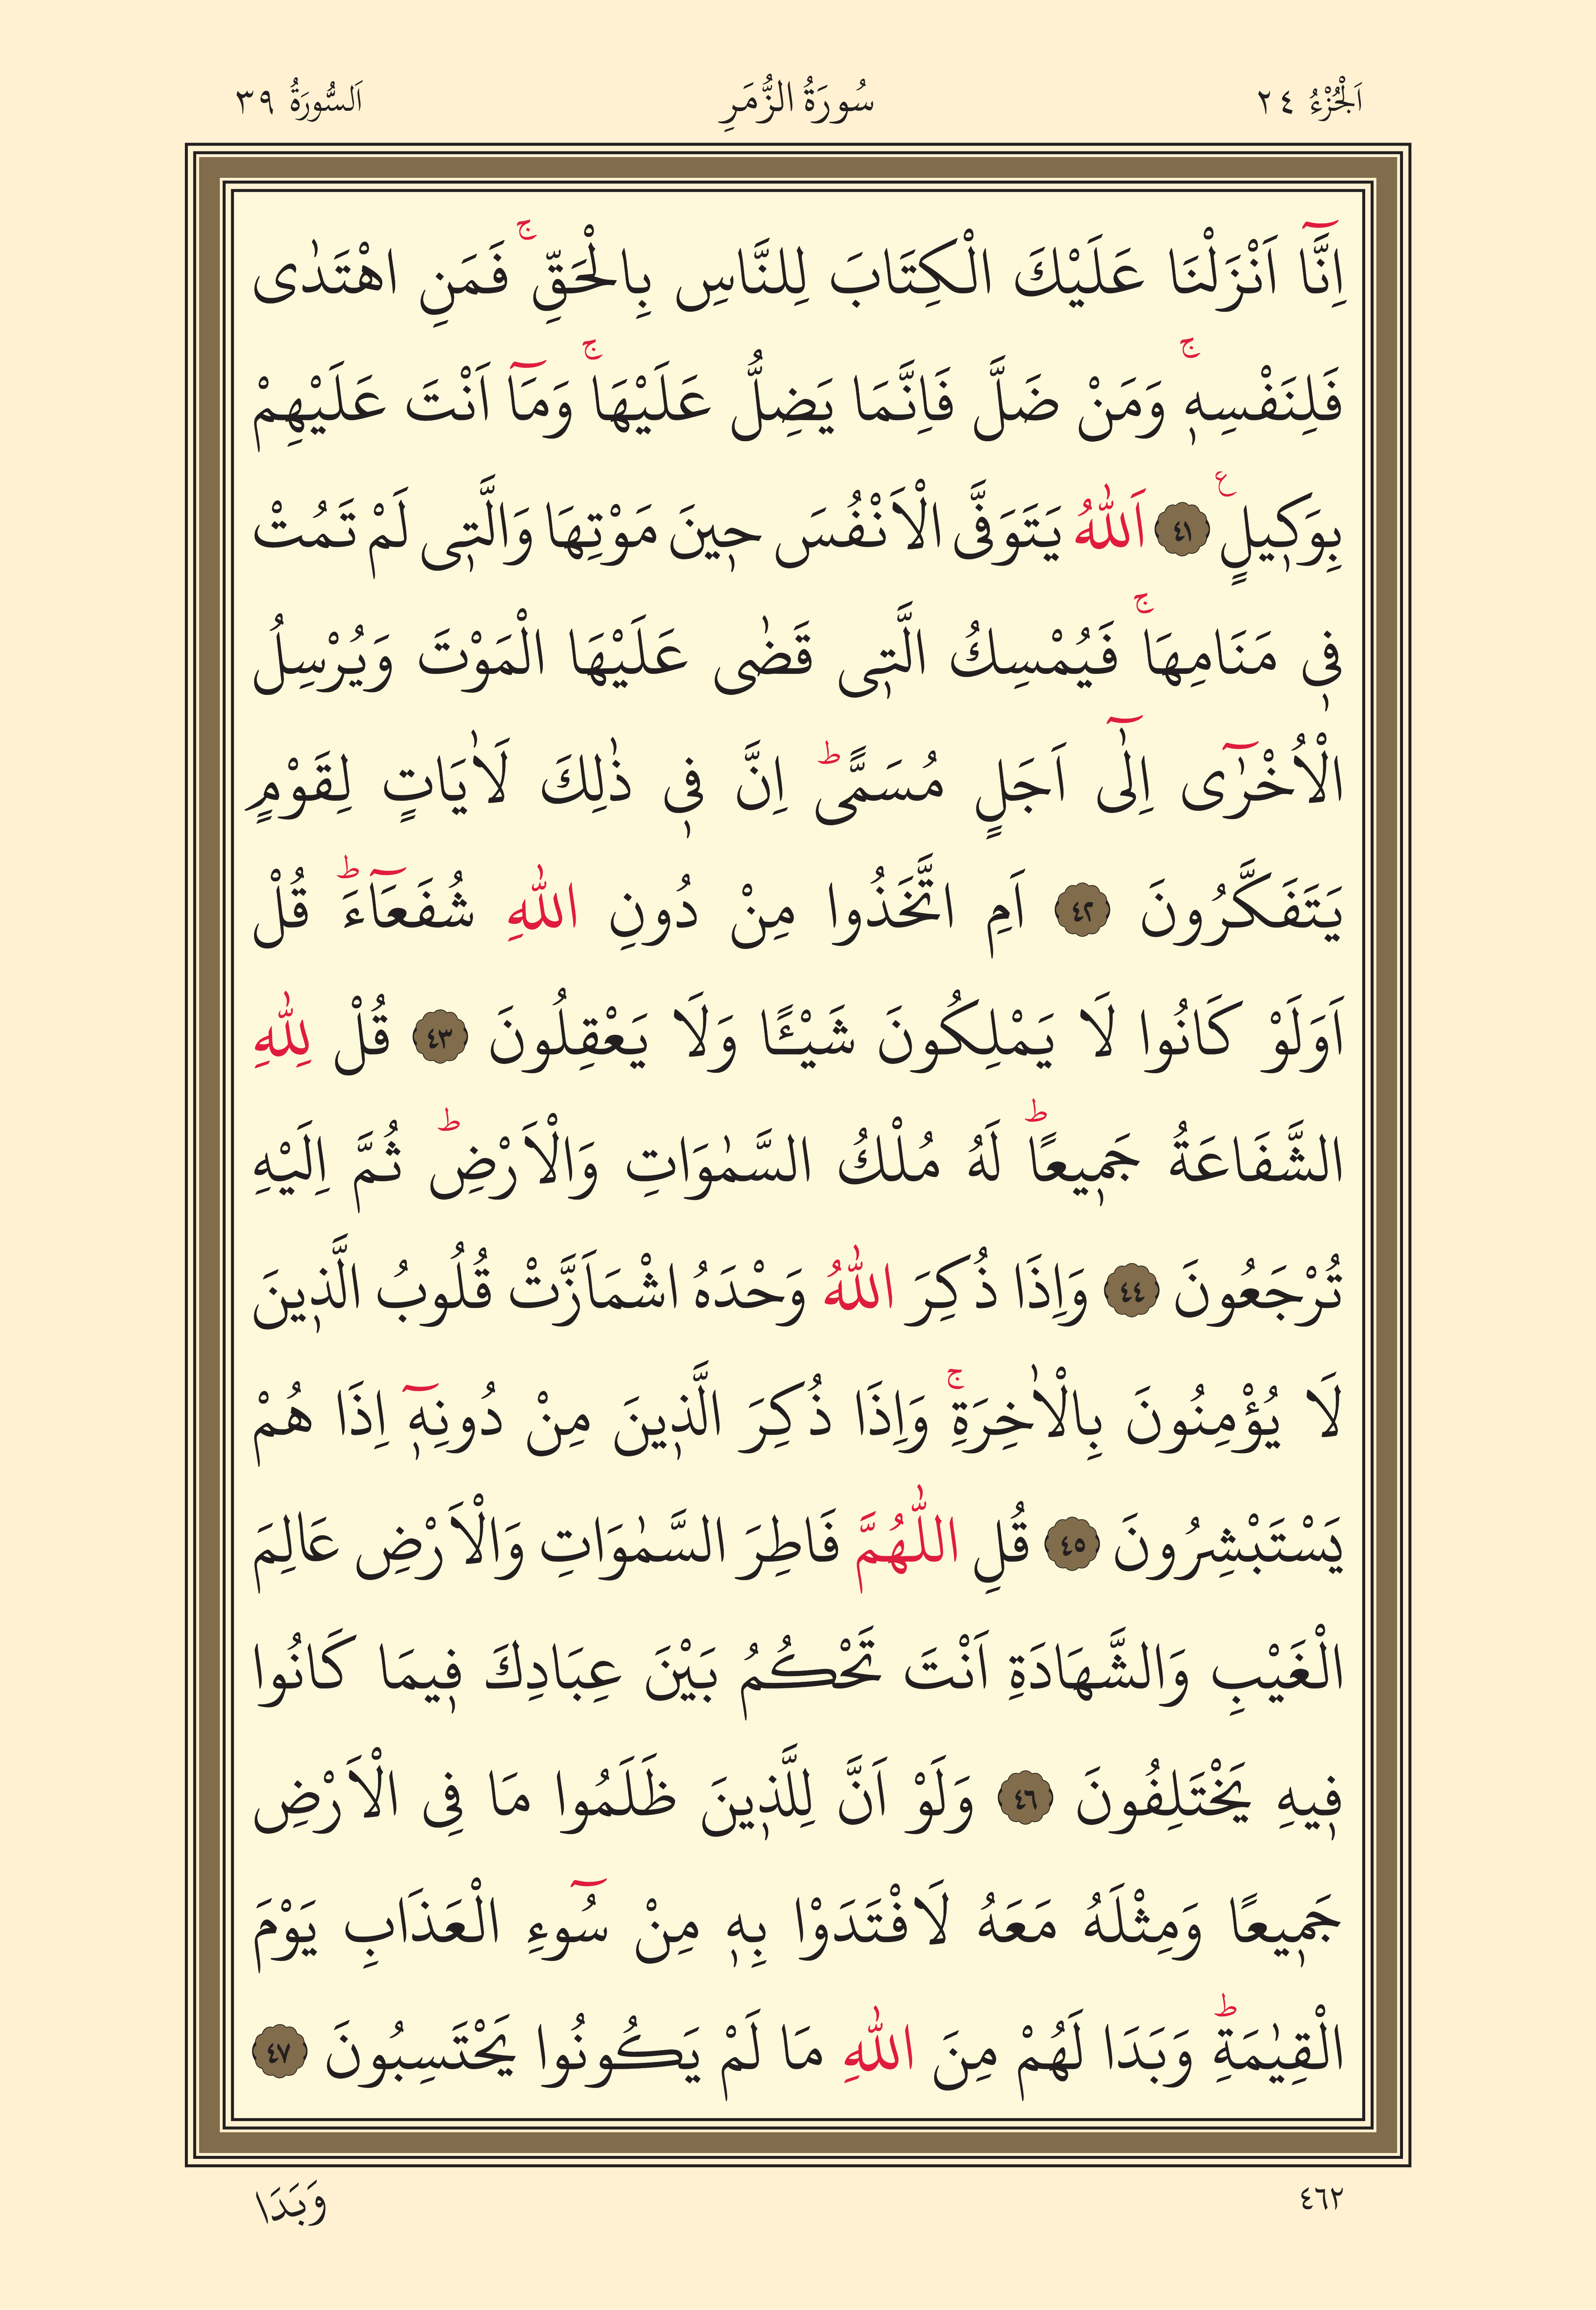 اَلْجُزْءُ ٢٤
سُورَةُ الزُّمَرِ
اَلسُّورَةُ ٣٩
اِنَّٓا اَنْزَلْنَا عَلَيْكَ الْكِتَابَ لِلنَّاسِ بِالْحَقِّۚ فَمَنِ اهْتَدٰى
فَلِنَفْسِهٖۚ وَمَنْ ضَلَّ فَاِنَّمَا يَضِلُّ عَلَيْهَاۚ وَمَٓا اَنْتَ عَلَيْهِمْ
بِوَكٖيلٍࣖ ٤١ اَللّٰهُ يَتَوَفَّى الْاَنْفُسَ حٖينَ مَوْتِهَا وَالَّتٖى لَمْ تَمُتْ
فٖى مَنَامِهَاۚ فَيُمْسِكُ الَّتٖى قَضٰى عَلَيْهَا الْمَوْتَ وَيُرْسِلُ
الْاُخْرٰٓى اِلٰٓى اَجَلٍ مُسَمًّىؕ اِنَّ فٖى ذٰلِكَ لَاٰيَاتٍ لِقَوْمٍ
يَتَفَكَّرُونَ ٤٢ اَمِ اتَّخَذُوا مِنْ دُونِ اللّٰهِ شُفَعَٓاءَؕ قُلْ
اَوَلَوْ كَانُوا لَا يَمْلِكُونَ شَيْـًٔا وَلَا يَعْقِلُونَ ٤٣ قُلْ لِلّٰهِ
الشَّفَاعَةُ جَمٖيعًاؕ لَهُ مُلْكُ السَّمٰوَاتِ وَالْاَرْضِؕ ثُمَّ اِلَيْهِ
تُرْجَعُونَ ٤٤ وَاِذَا ذُكِرَ اللّٰهُ وَحْدَهُ اشْمَاَزَّتْ قُلُوبُ الَّذٖينَ
لَا يُؤْمِنُونَ بِالْاٰخِرَةِۚ وَاِذَا ذُكِرَ الَّذٖينَ مِنْ دُونِهٖٓ اِذَا هُمْ
يَسْتَبْشِرُونَ ٤٥ قُلِ اللّٰهُمَّ فَاطِرَ السَّمٰوَاتِ وَالْاَرْضِ عَالِمَ
الْغَيْبِ وَالشَّهَادَةِ اَنْتَ تَحْكُمُ بَيْنَ عِبَادِكَ فٖيمَا كَانُوا
فٖيهِ يَخْتَلِفُونَ ٤٦ وَلَوْ اَنَّ لِلَّذٖينَ ظَلَمُوا مَا فِى الْاَرْضِ
جَمٖيعًا وَمِثْلَهُ مَعَهُ لَافْتَدَوْا بِهٖ مِنْ سُٓوءِ الْعَذَابِ يَوْمَ
الْقِيٰمَةِؕ وَبَدَا لَهُمْ مِنَ اللّٰهِ مَا لَمْ يَكُونُوا يَحْتَسِبُونَ ٤٧
٤٦٢
وَبَدَا